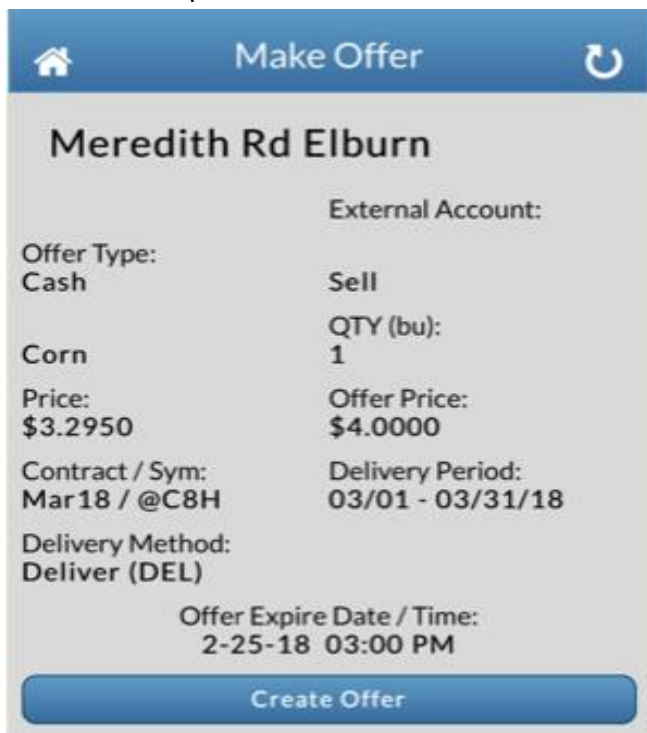 Make Offer
Meredith Rd Elburn
External Account:
Offer Type:
Cash Sell
QTY (bu):
Corn 1
Price: Offer Price:
$3.2950 $4.0000
Contract / Sym: Delivery Period:
Mar18 / @C8H 03/01 - 03/31/18
Delivery Method:
Deliver (DEL)
Offer Expire Date / Time:
2-25-18 03:00 PM
Create Offer